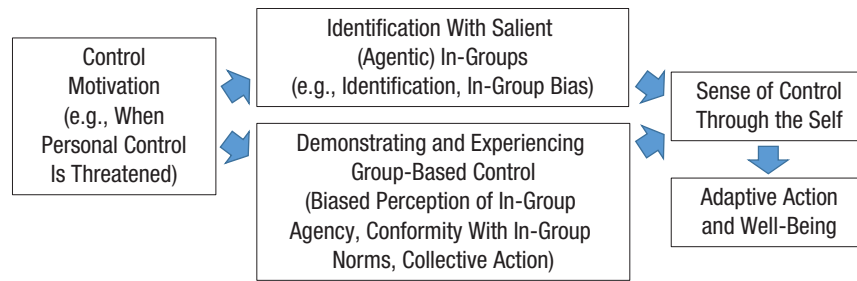 Control
Motivation
(e.g., When
Personal Control
Is Threatened)
Identification With Salient
(Agentic) In-Groups
(e.g., Identification, In-Group Bias)
Demonstrating and Experiencing
Group-Based Control
(Biased Perception of In-Group
Agency, Conformity With In-Group
Norms, Collective Action)
Sense of Control
Through the Self
Adaptive Action
and Well-Being